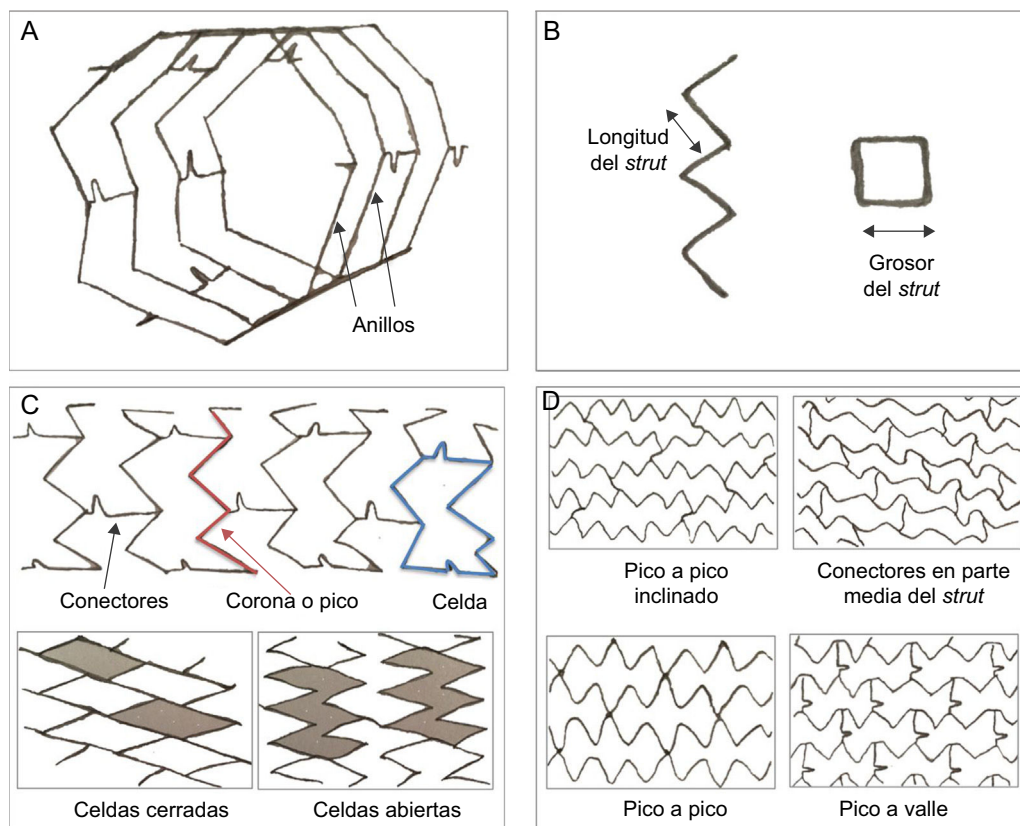 A
Anillos
B
Longitud
del strut
Grosor
del strut
C
Conectores
Corona o pico
Celda
Celdas cerradas
Celdas abiertas
D
Pico a pico
inclinado
Conectores en parte
media del strut
Pico a pico
Pico a valle